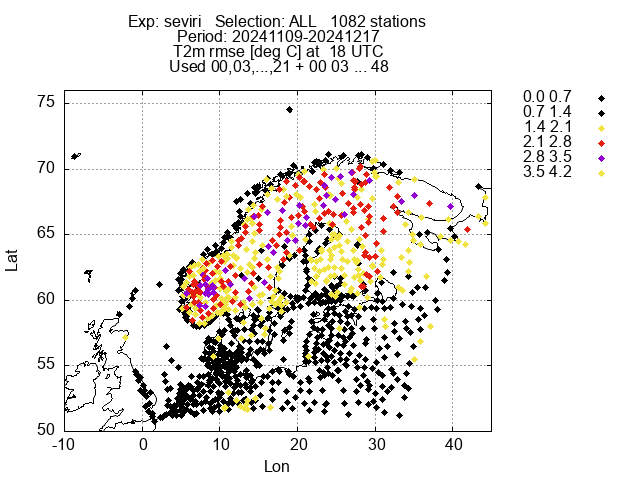 Exp: seviri   Selection: ALL   1082 stations
Period: 20241109-20241217
T2m rmse [deg C] at  18 UTC
Used 00,03,...,21 + 00 03 ... 48
0.0 0.7
0.7 1.4
1.4 2.1
2.1 2.8
2.8 3.5
3.5 4.2
75
70
65
60
55
50
Lat
-10 0 10 20 30 40
Lon